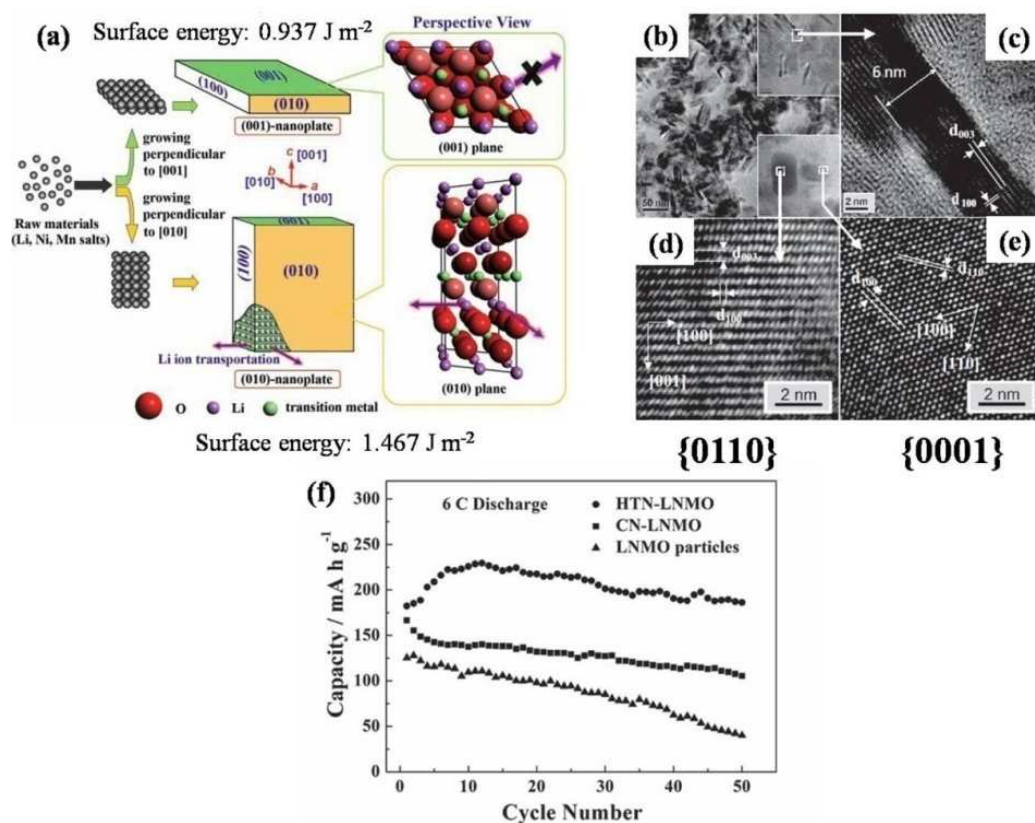 (a) Surface energy: 0.937 J m⁻²
Perspective View
(001)
(100)
(010)
(001)-nanoplate
(001) plane
growing
perpendicular
to [001]
c [001]
[010] b a
[100]
Raw materials
(Li, Ni, Mn salts)
growing
perpendicular
to [010]
(001)
(100)
(010)
Li ion transportation
(010)-nanoplate
(010) plane
O Li transition metal
Surface energy: 1.467 J m⁻²
(b)
50 nm
(c)
6 nm
d003
d100
2 nm
(d)
d003
d100
[100]
[001]
2 nm
(e)
d110
d100
[100]
[110]
2 nm
{0110} {0001}
(f)
6 C Discharge
HTN-LNMO
CN-LNMO
LNMO particles
Capacity / mA h g⁻¹
300
250
200
150
100
50
0
0 10 20 30 40 50
Cycle Number